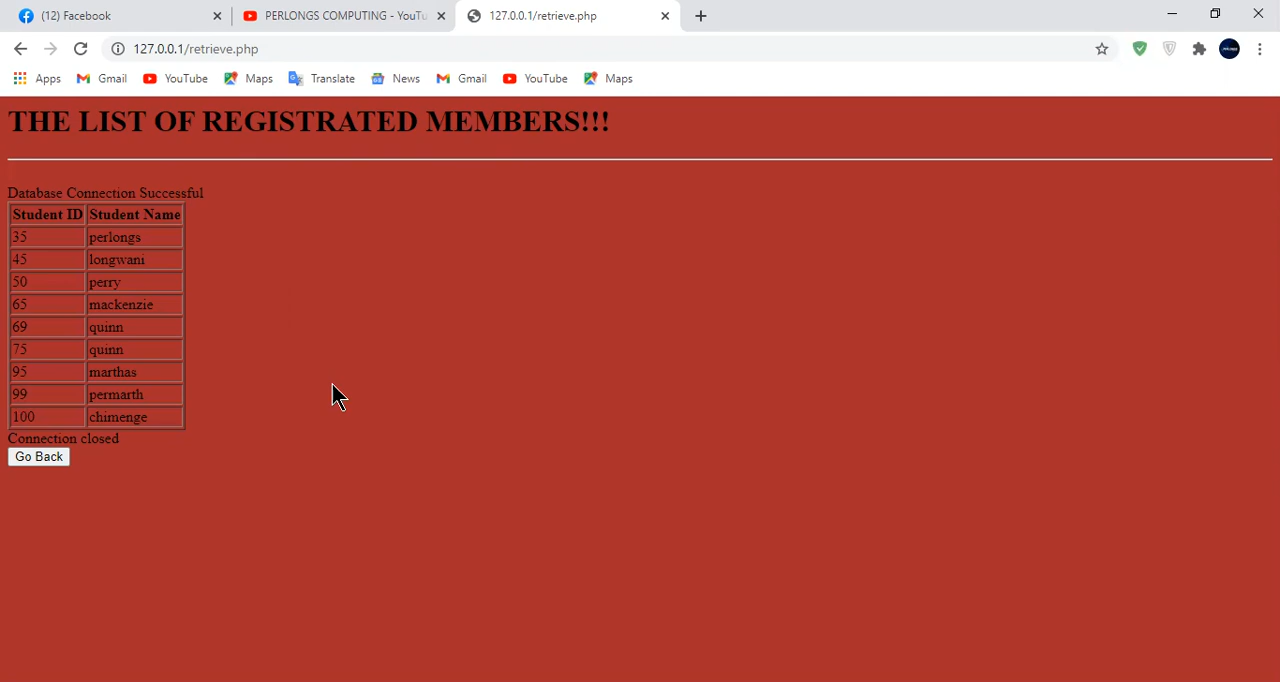 (12) Facebook
PERLONGS COMPUTING - YouTu
127.0.0.1/retrieve.php
127.0.0.1/retrieve.php
Apps Gmail YouTube Maps Translate News Gmail YouTube Maps
THE LIST OF REGISTRATED MEMBERS!!!
Database Connection Successful
Student ID Student Name
35 perlongs
45 longwani
50 perry
65 mackenzie
69 quinn
75 quinn
95 marthas
99 permarth
100 chimenge
Connection closed
Go Back